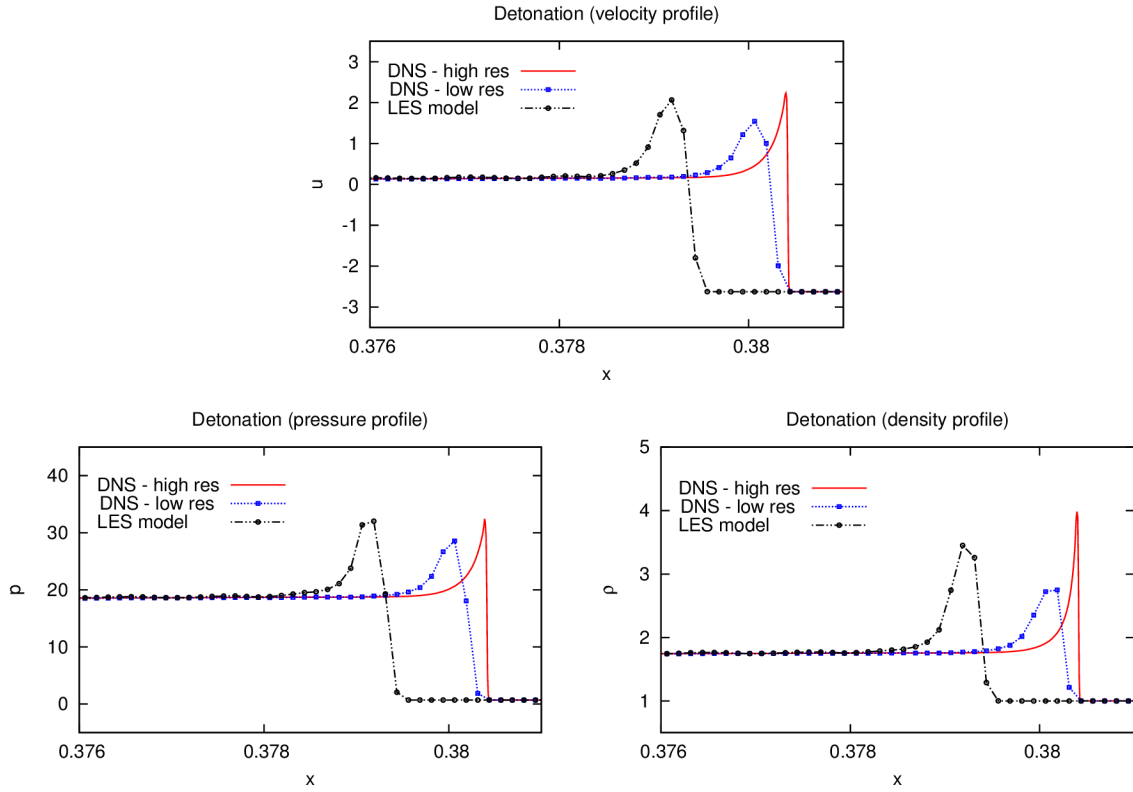 Detonation (velocity profile)
3
2
1
0
-1
-2
-3
u
DNS - high res
DNS - low res
LES model
0.376
0.378
0.38
x
Detonation (pressure profile)
40
30
20
10
0
p
DNS - high res
DNS - low res
LES model
0.376
0.378
0.38
x
Detonation (density profile)
5
4
3
2
1
ρ
DNS - high res
DNS - low res
LES model
0.376
0.378
0.38
x